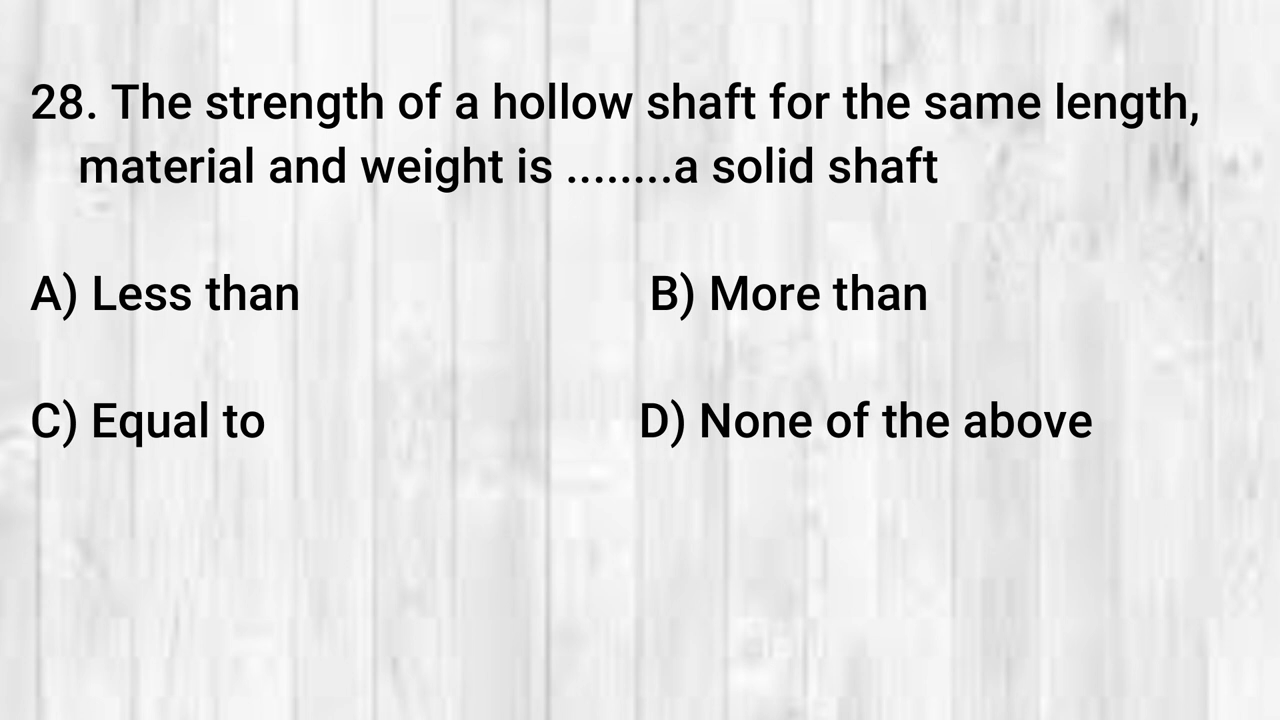 28. The strength of a hollow shaft for the same length,
material and weight is ........a solid shaft
A) Less than B) More than
C) Equal to D) None of the above